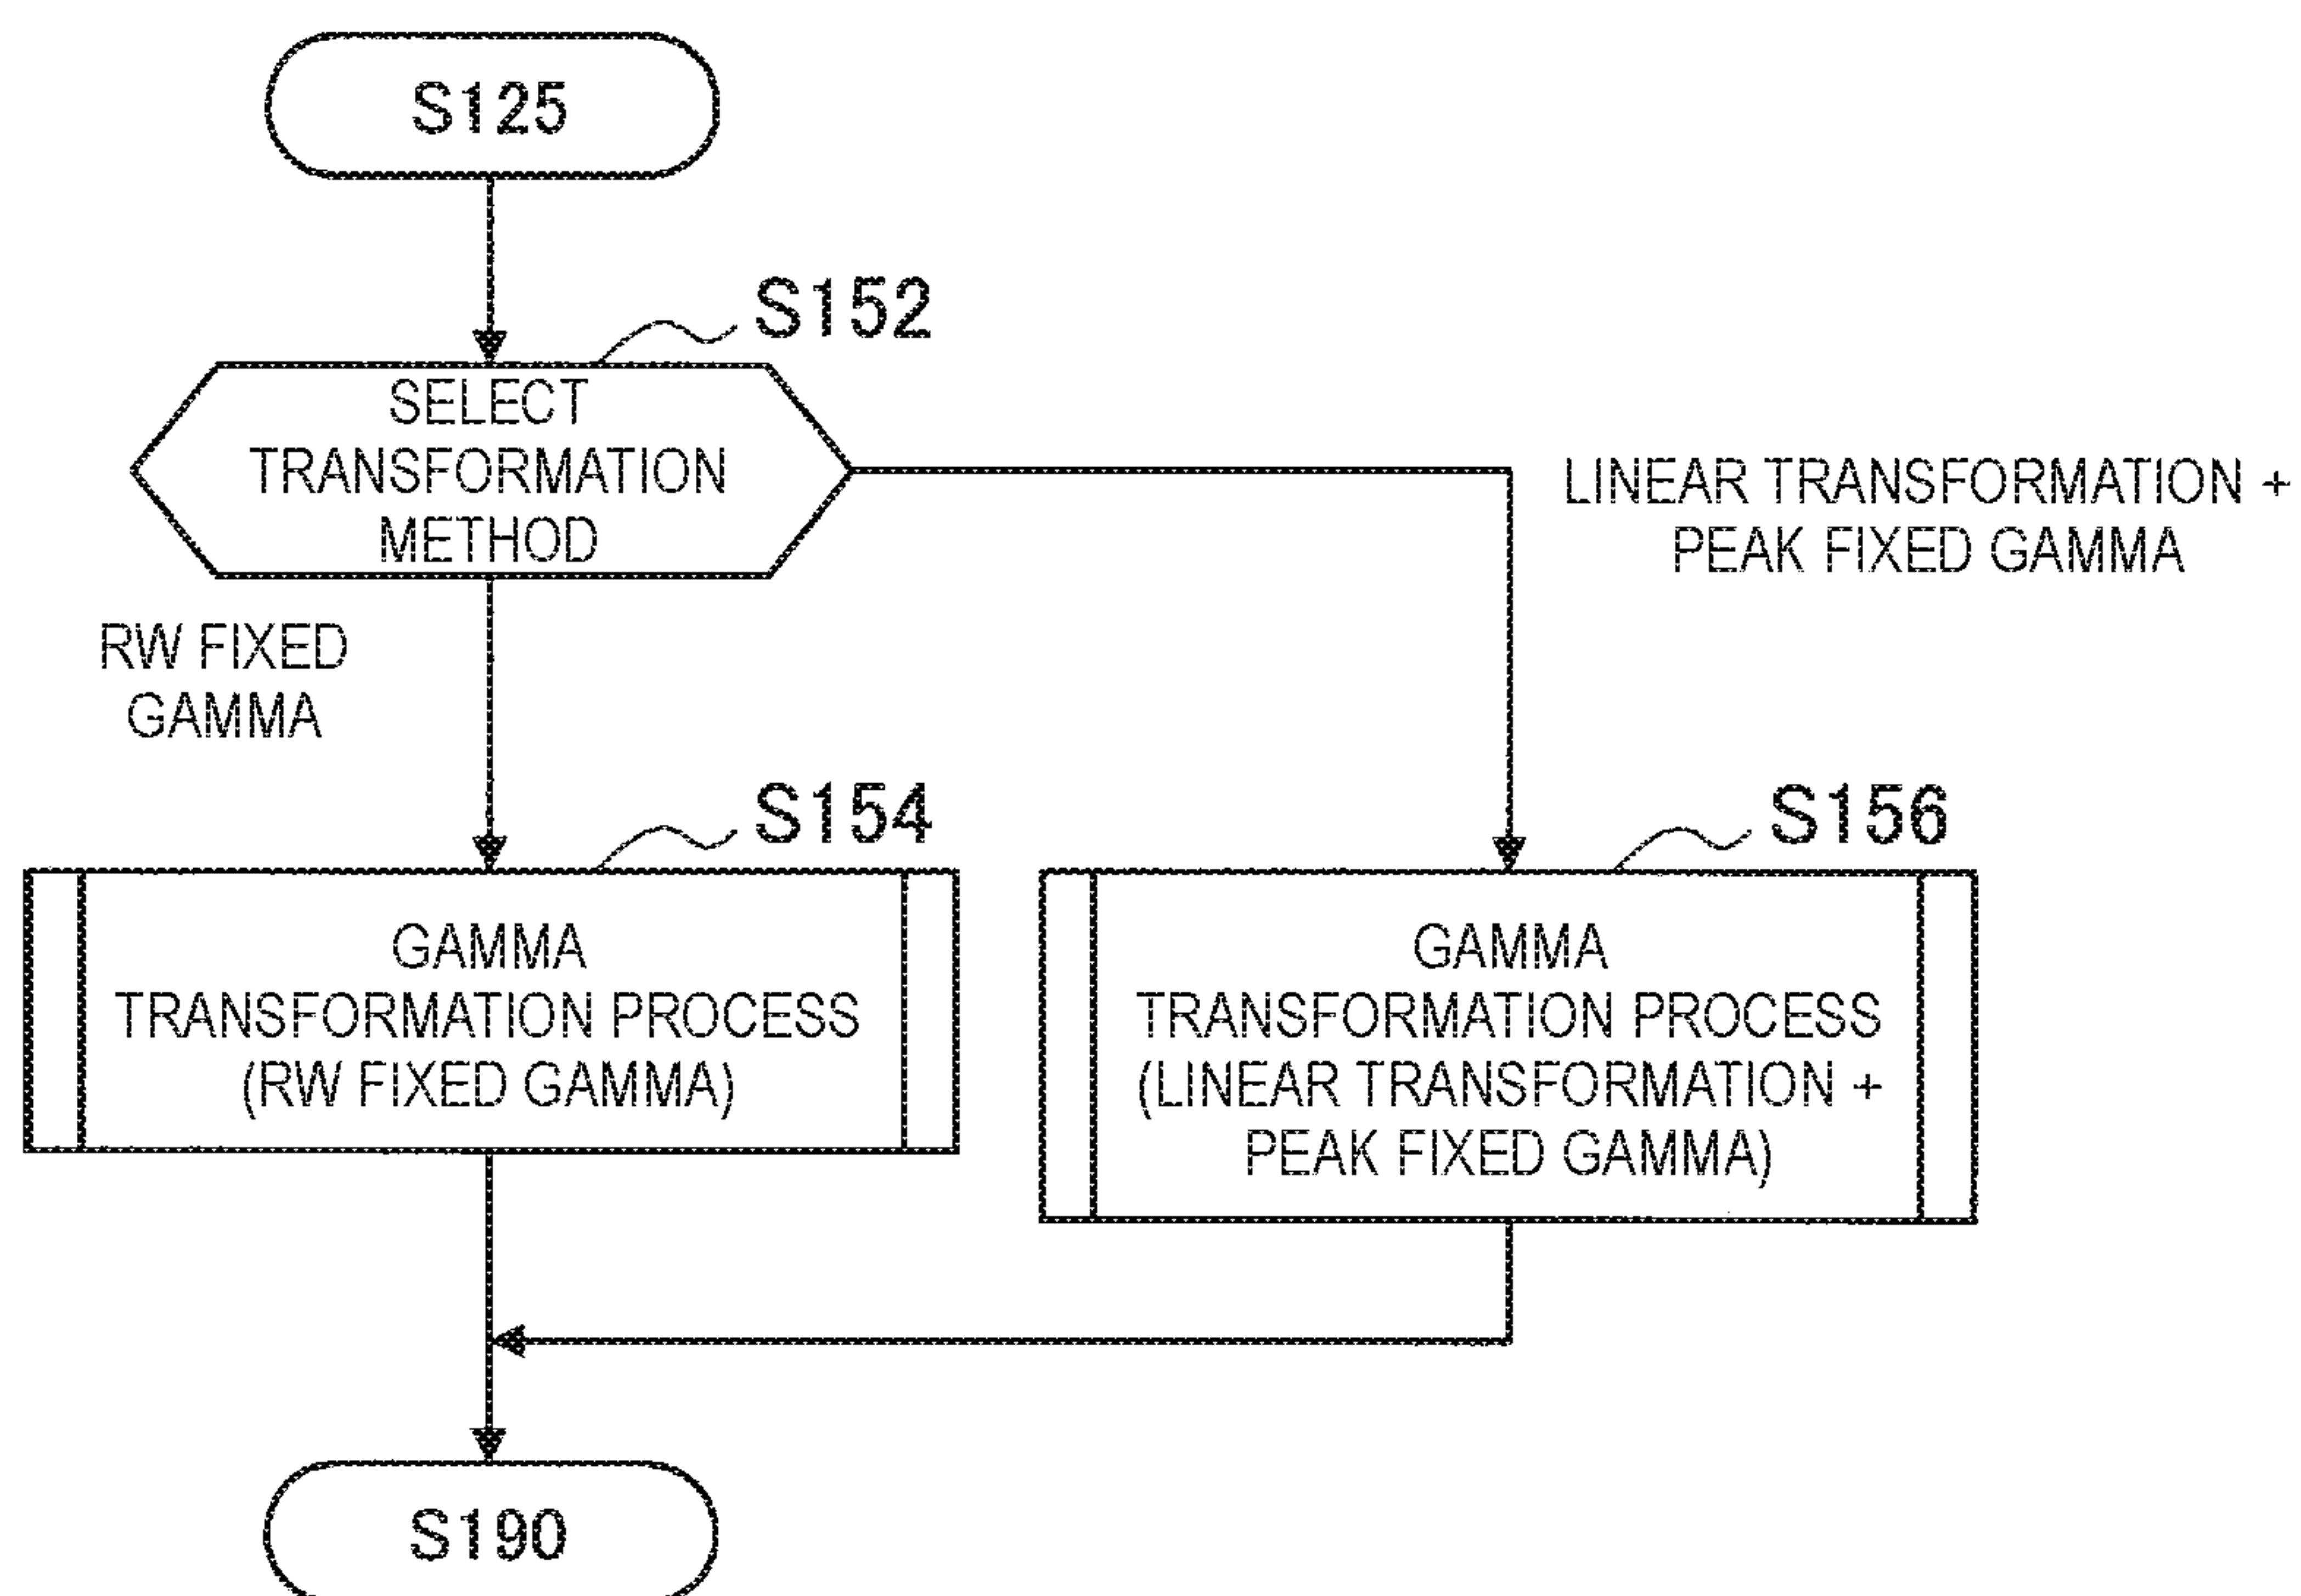 S125
S152
SELECT
TRANSFORMATION
METHOD
LINEAR TRANSFORMATION +
PEAK FIXED GAMMA
RW FIXED
GAMMA
S154
GAMMA
TRANSFORMATION PROCESS
(RW FIXED GAMMA)
S156
GAMMA
TRANSFORMATION PROCESS
(LINEAR TRANSFORMATION +
PEAK FIXED GAMMA)
S190